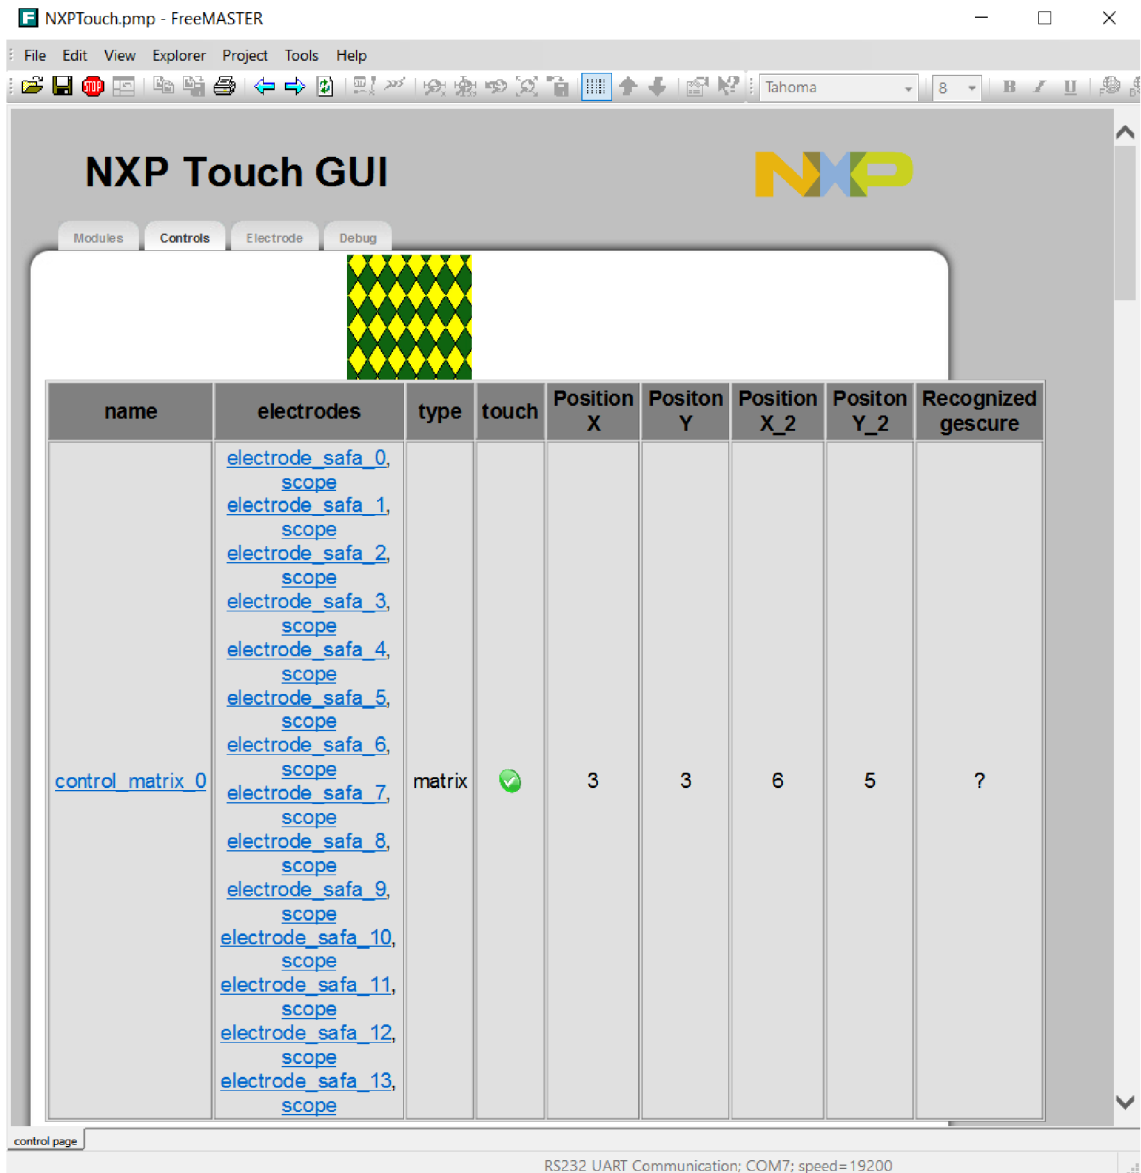 NXPTouch.pmp - FreeMASTER
File Edit View Explorer Project Tools Help
STOP
Tahoma 8 B I U
NXP Touch GUI
NXP
Modules Controls Electrode Debug
name electrodes type touch Position X Positon Y Position X_2 Positon Y_2 Recognized gescure
electrode_safa_0,
scope
electrode_safa_1,
scope
electrode_safa_2,
scope
electrode_safa_3,
scope
electrode_safa_4,
scope
electrode_safa_5,
scope
electrode_safa_6,
scope
control_matrix_0 matrix 3 3 6 5 ?
electrode_safa_7,
scope
electrode_safa_8,
scope
electrode_safa_9,
scope
electrode_safa_10,
scope
electrode_safa_11,
scope
electrode_safa_12,
scope
electrode_safa_13,
scope
control page
RS232 UART Communication; COM7; speed=19200